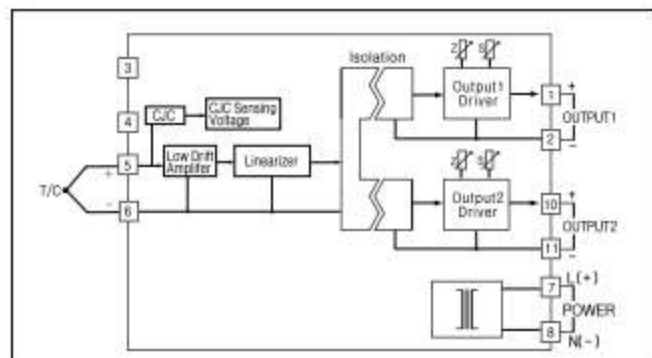 Isolation
3
Z
S
CJC
CJC Sensing
Voltage
Output1
Driver
1
+
OUTPUT1
4
2
-
5
+
Low Drift
Amplifer
Linearizer
T/C
-
6
Z
S
Output2
Driver
10
+
OUTPUT2
11
-
7
L(+)
POWER
8
N(-)